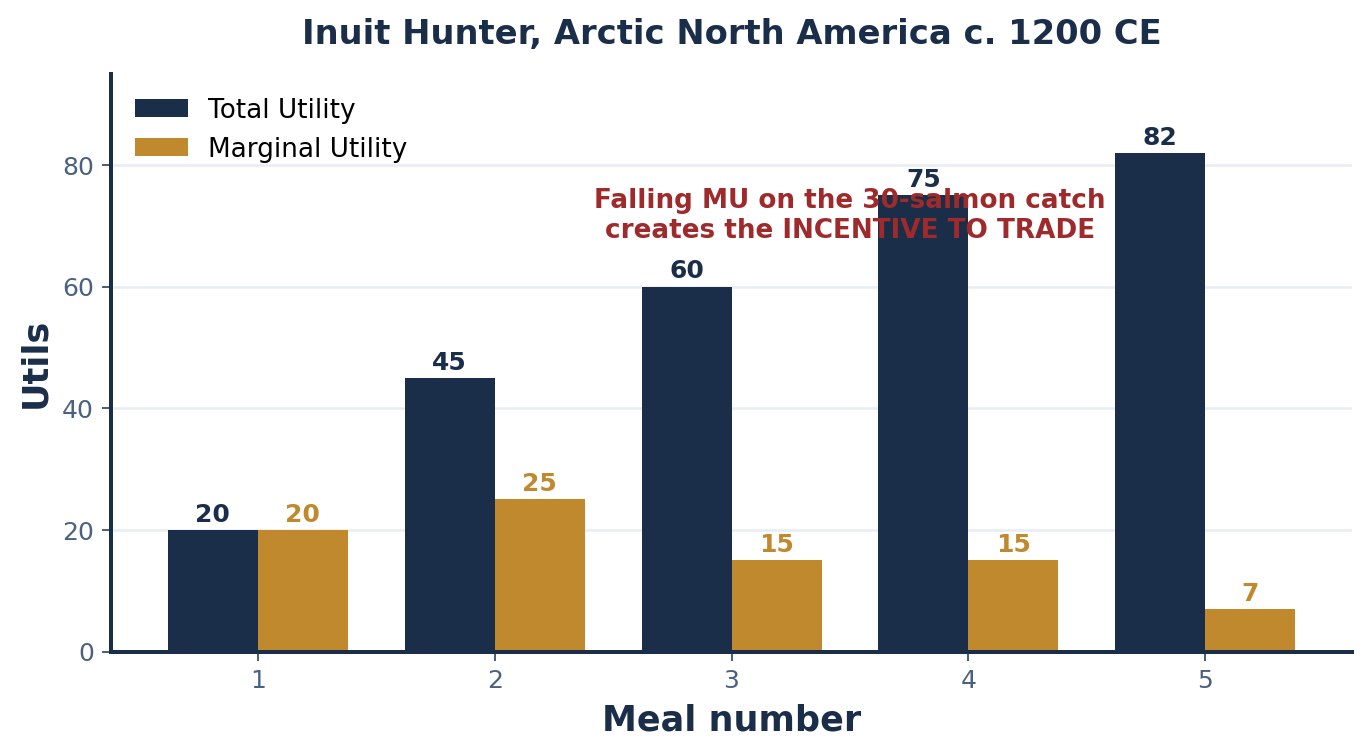 Inuit Hunter, Arctic North America c. 1200 CE
Total Utility
Marginal Utility
Falling MU on the 30-salmon catch
creates the INCENTIVE TO TRADE
Utils
80
60
40
20
0
20
20
45
25
60
15
75
15
82
7
1
2
3
4
5
Meal number